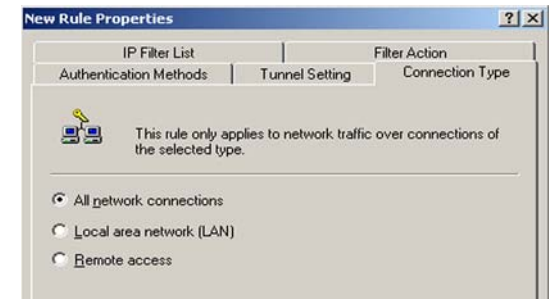 New Rule Properties
IP Filter List Filter Action
Authentication Methods Tunnel Setting Connection Type
This rule only applies to network traffic over connections of
the selected type.
All network connections
Local area network (LAN)
Remote access